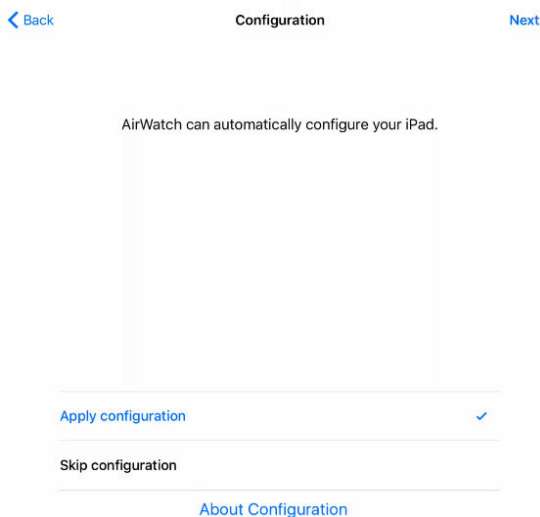 Back
Configuration
Next
AirWatch can automatically configure your iPad.
Apply configuration
Skip configuration
About Configuration